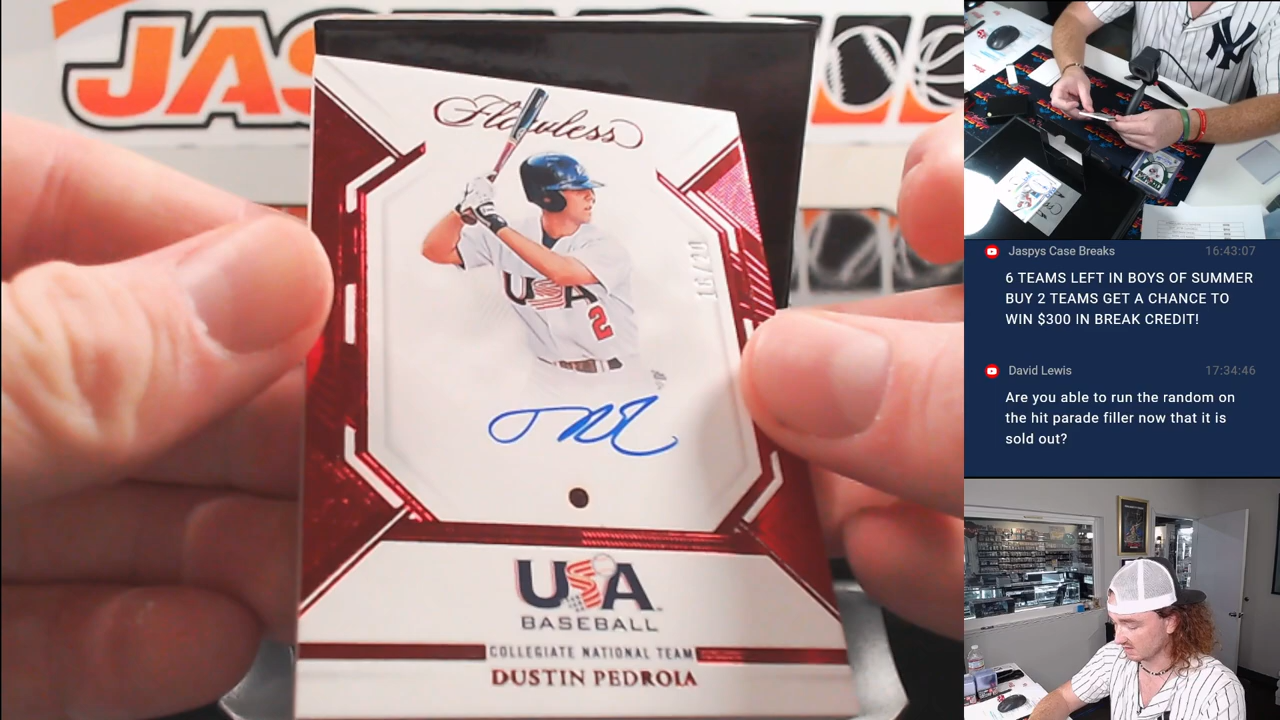 JAS
Flawless
USA
2
USA
BASEBALL
COLLEGIATE NATIONAL TEAM
DUSTIN PEDROIA
Jaspys Case Breaks 16:43:07
6 TEAMS LEFT IN BOYS OF SUMMER
BUY 2 TEAMS GET A CHANCE TO
WIN $300 IN BREAK CREDIT!
David Lewis 17:34:46
Are you able to run the random on
the hit parade filler now that it is
sold out?